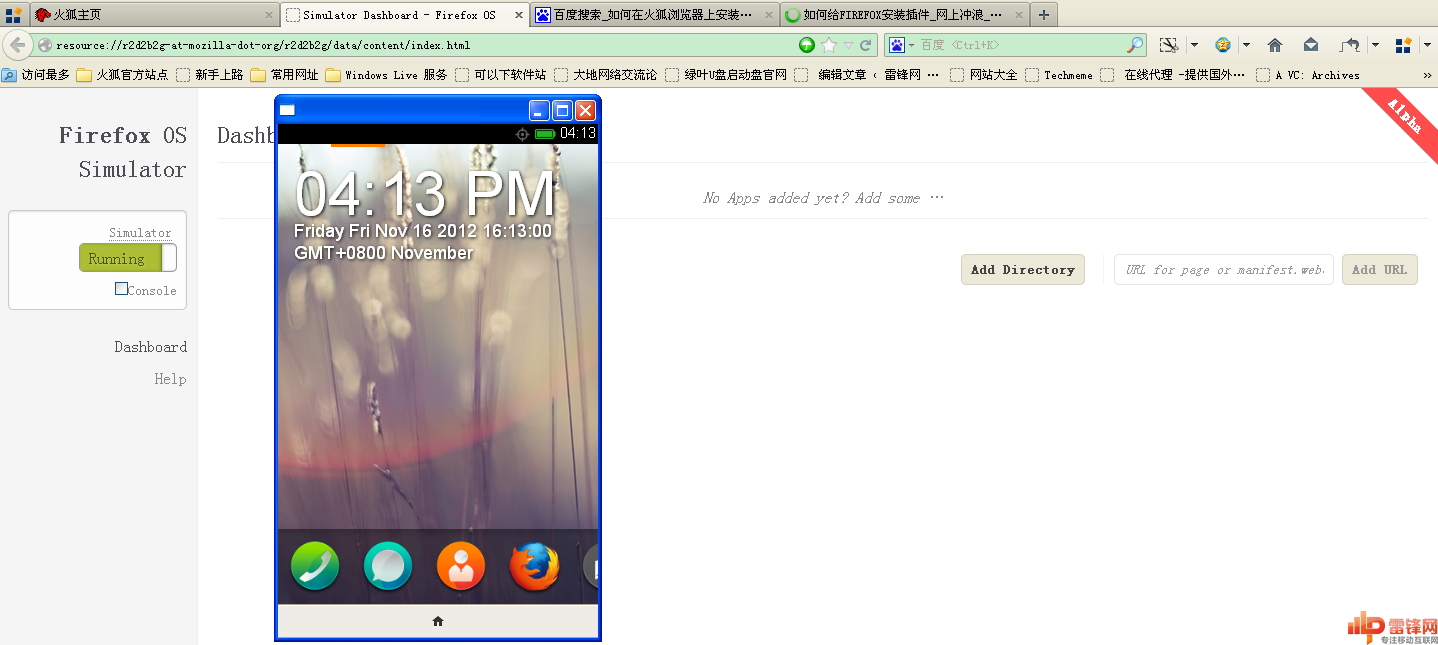 火狐主页
Simulator Dashboard - Firefox OS
百度搜索_如何在火狐浏览器上安装...
如何给FIREFOX安装插件_网上冲浪_...
resource://r2d2b2g-at-mozilla-dot-org/r2d2b2g/data/content/index.html
百度 <Ctrl+K>
访问最多 火狐官方站点 新手上路 常用网址 Windows Live 服务 可以下软件站 大地网络交流论 绿叶U盘启动盘官网 编辑文章 ‹ 雷锋网 ... 网站大全 Techmeme 在线代理 -提供国外... A VC: Archives »
Firefox OS
Simulator
Simulator
Running
Console
Dashboard
Help
Dashb
04:13
04:13 PM
Friday Fri Nov 16 2012 16:13:00
GMT+0800 November
No Apps added yet? Add some ...
Add Directory
URL for page or manifest.web
Add URL
Alpha
雷锋网
专注移动互联网